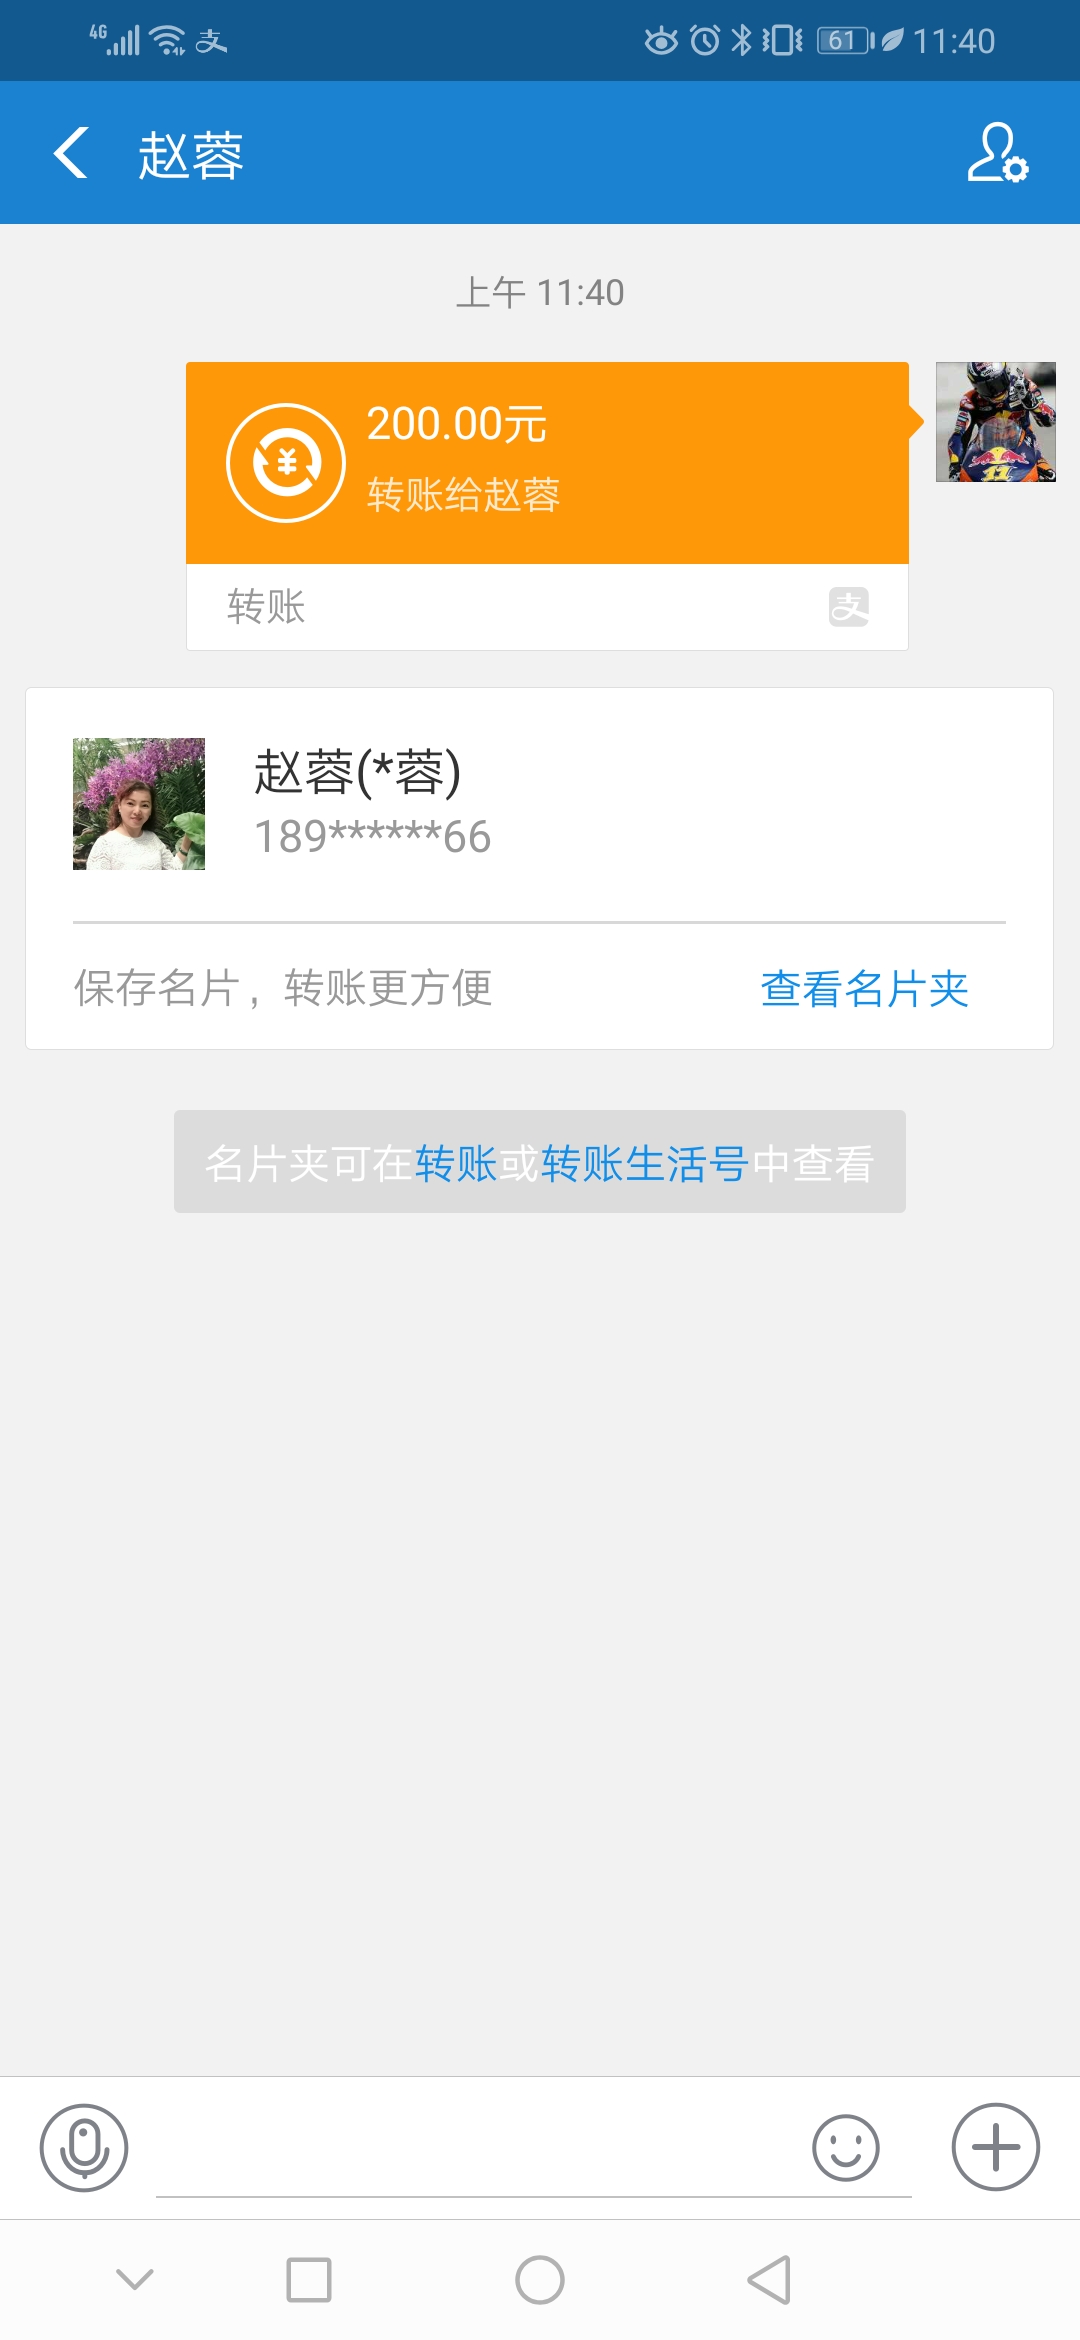 4G 支 61 11:40
赵蓉
上午 11:40
200.00元
转账给赵蓉
11
转账 支
赵蓉(*蓉)
189******66
保存名片，转账更方便 查看名片夹
名片夹可在转账或转账生活号中查看